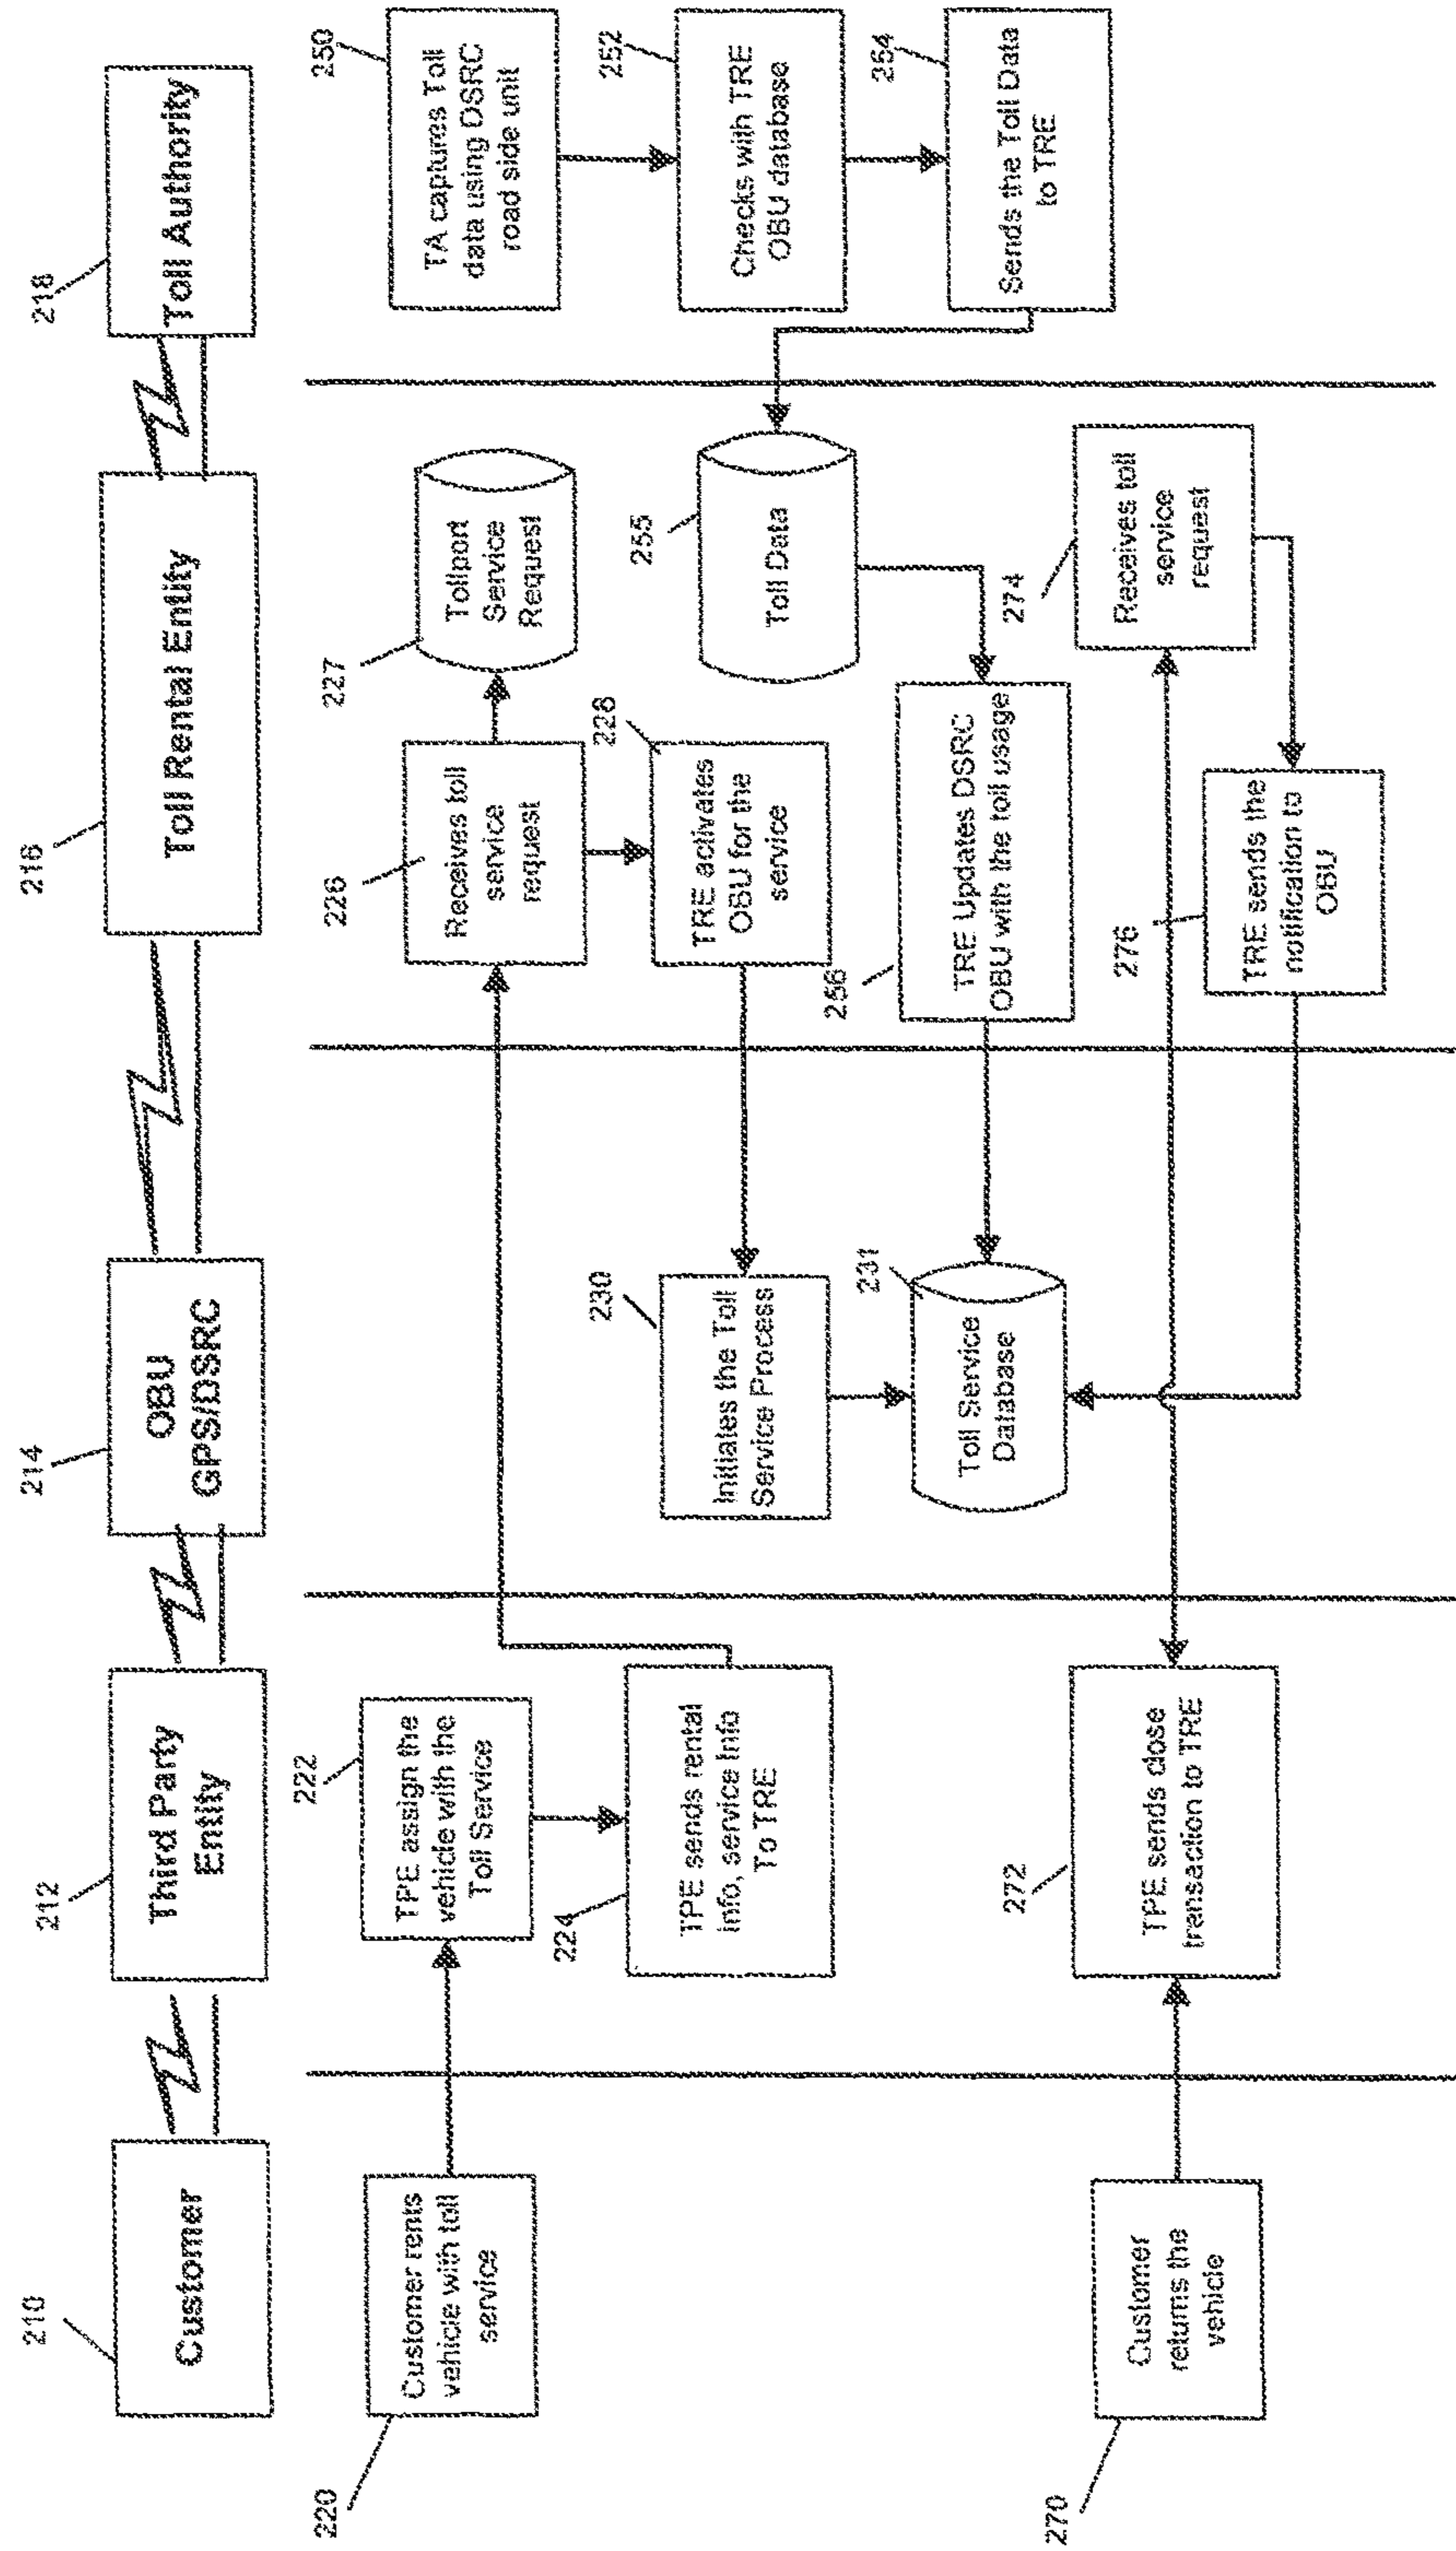 210
Customer
212
Third Party
Entity
214
OBU
GPS/DSRC
216
Toll Rental Entity
218
Toll Authority
220
Customer rents
vehicle with toll
service
222
TPE assign the
vehicle with the
Toll Service
224
TPE sends rental
info, service Info
To TRE
226
Receives toll
service
request
227
Tollport
Service
Request
228
TRE activates
OBU for the
service
230
Initiates the Toll
Service Process
231
Toll Service
Database
250
TA captures Toll
data using DSRC
road side unit
252
Checks with TRE
OBU database
254
Sends the Toll Data
to TRE
255
Toll Data
256
TRE Updates DSRC
OBU with the toll usage
270
Customer
returns the
vehicle
272
TPE sends close
transaction to TRE
274
Receives toll
service
request
276
TRE sends the
notification to
OBU